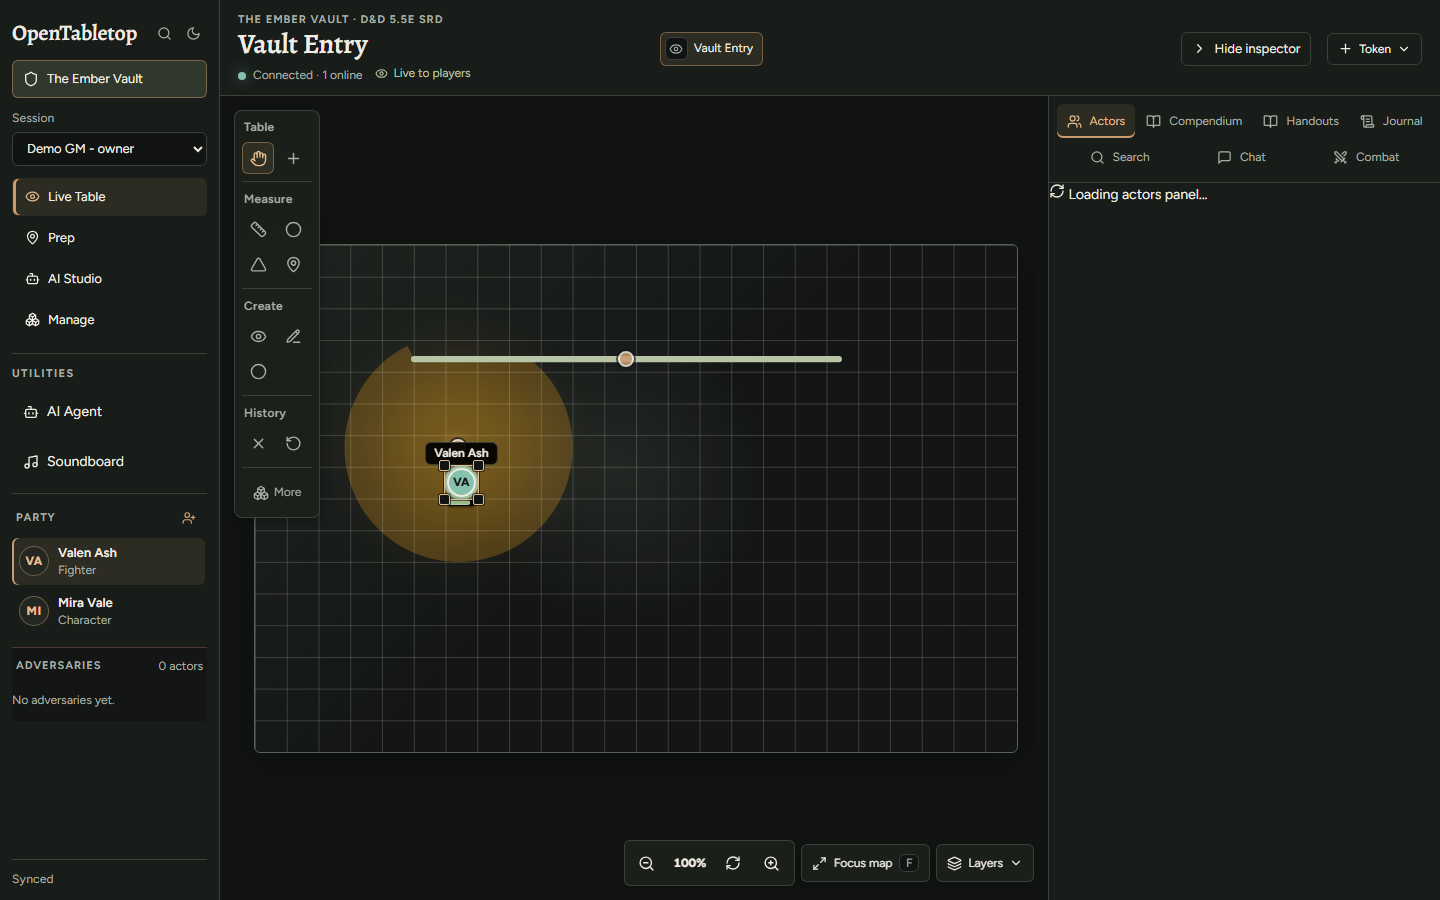 OpenTabletop
The Ember Vault
Session
Demo GM - owner
Live Table
Prep
AI Studio
Manage
UTILITIES
AI Agent
Soundboard
PARTY
VA
Valen Ash
Fighter
MI
Mira Vale
Character
ADVERSARIES
0 actors
No adversaries yet.
Synced
THE EMBER VAULT · D&D 5.5E SRD
Vault Entry
Connected · 1 online
Live to players
Vault Entry
Hide inspector
Token
Table
Measure
Create
History
More
Valen Ash
VA
100%
Focus map
F
Layers
Actors
Compendium
Handouts
Journal
Search
Chat
Combat
Loading actors panel...